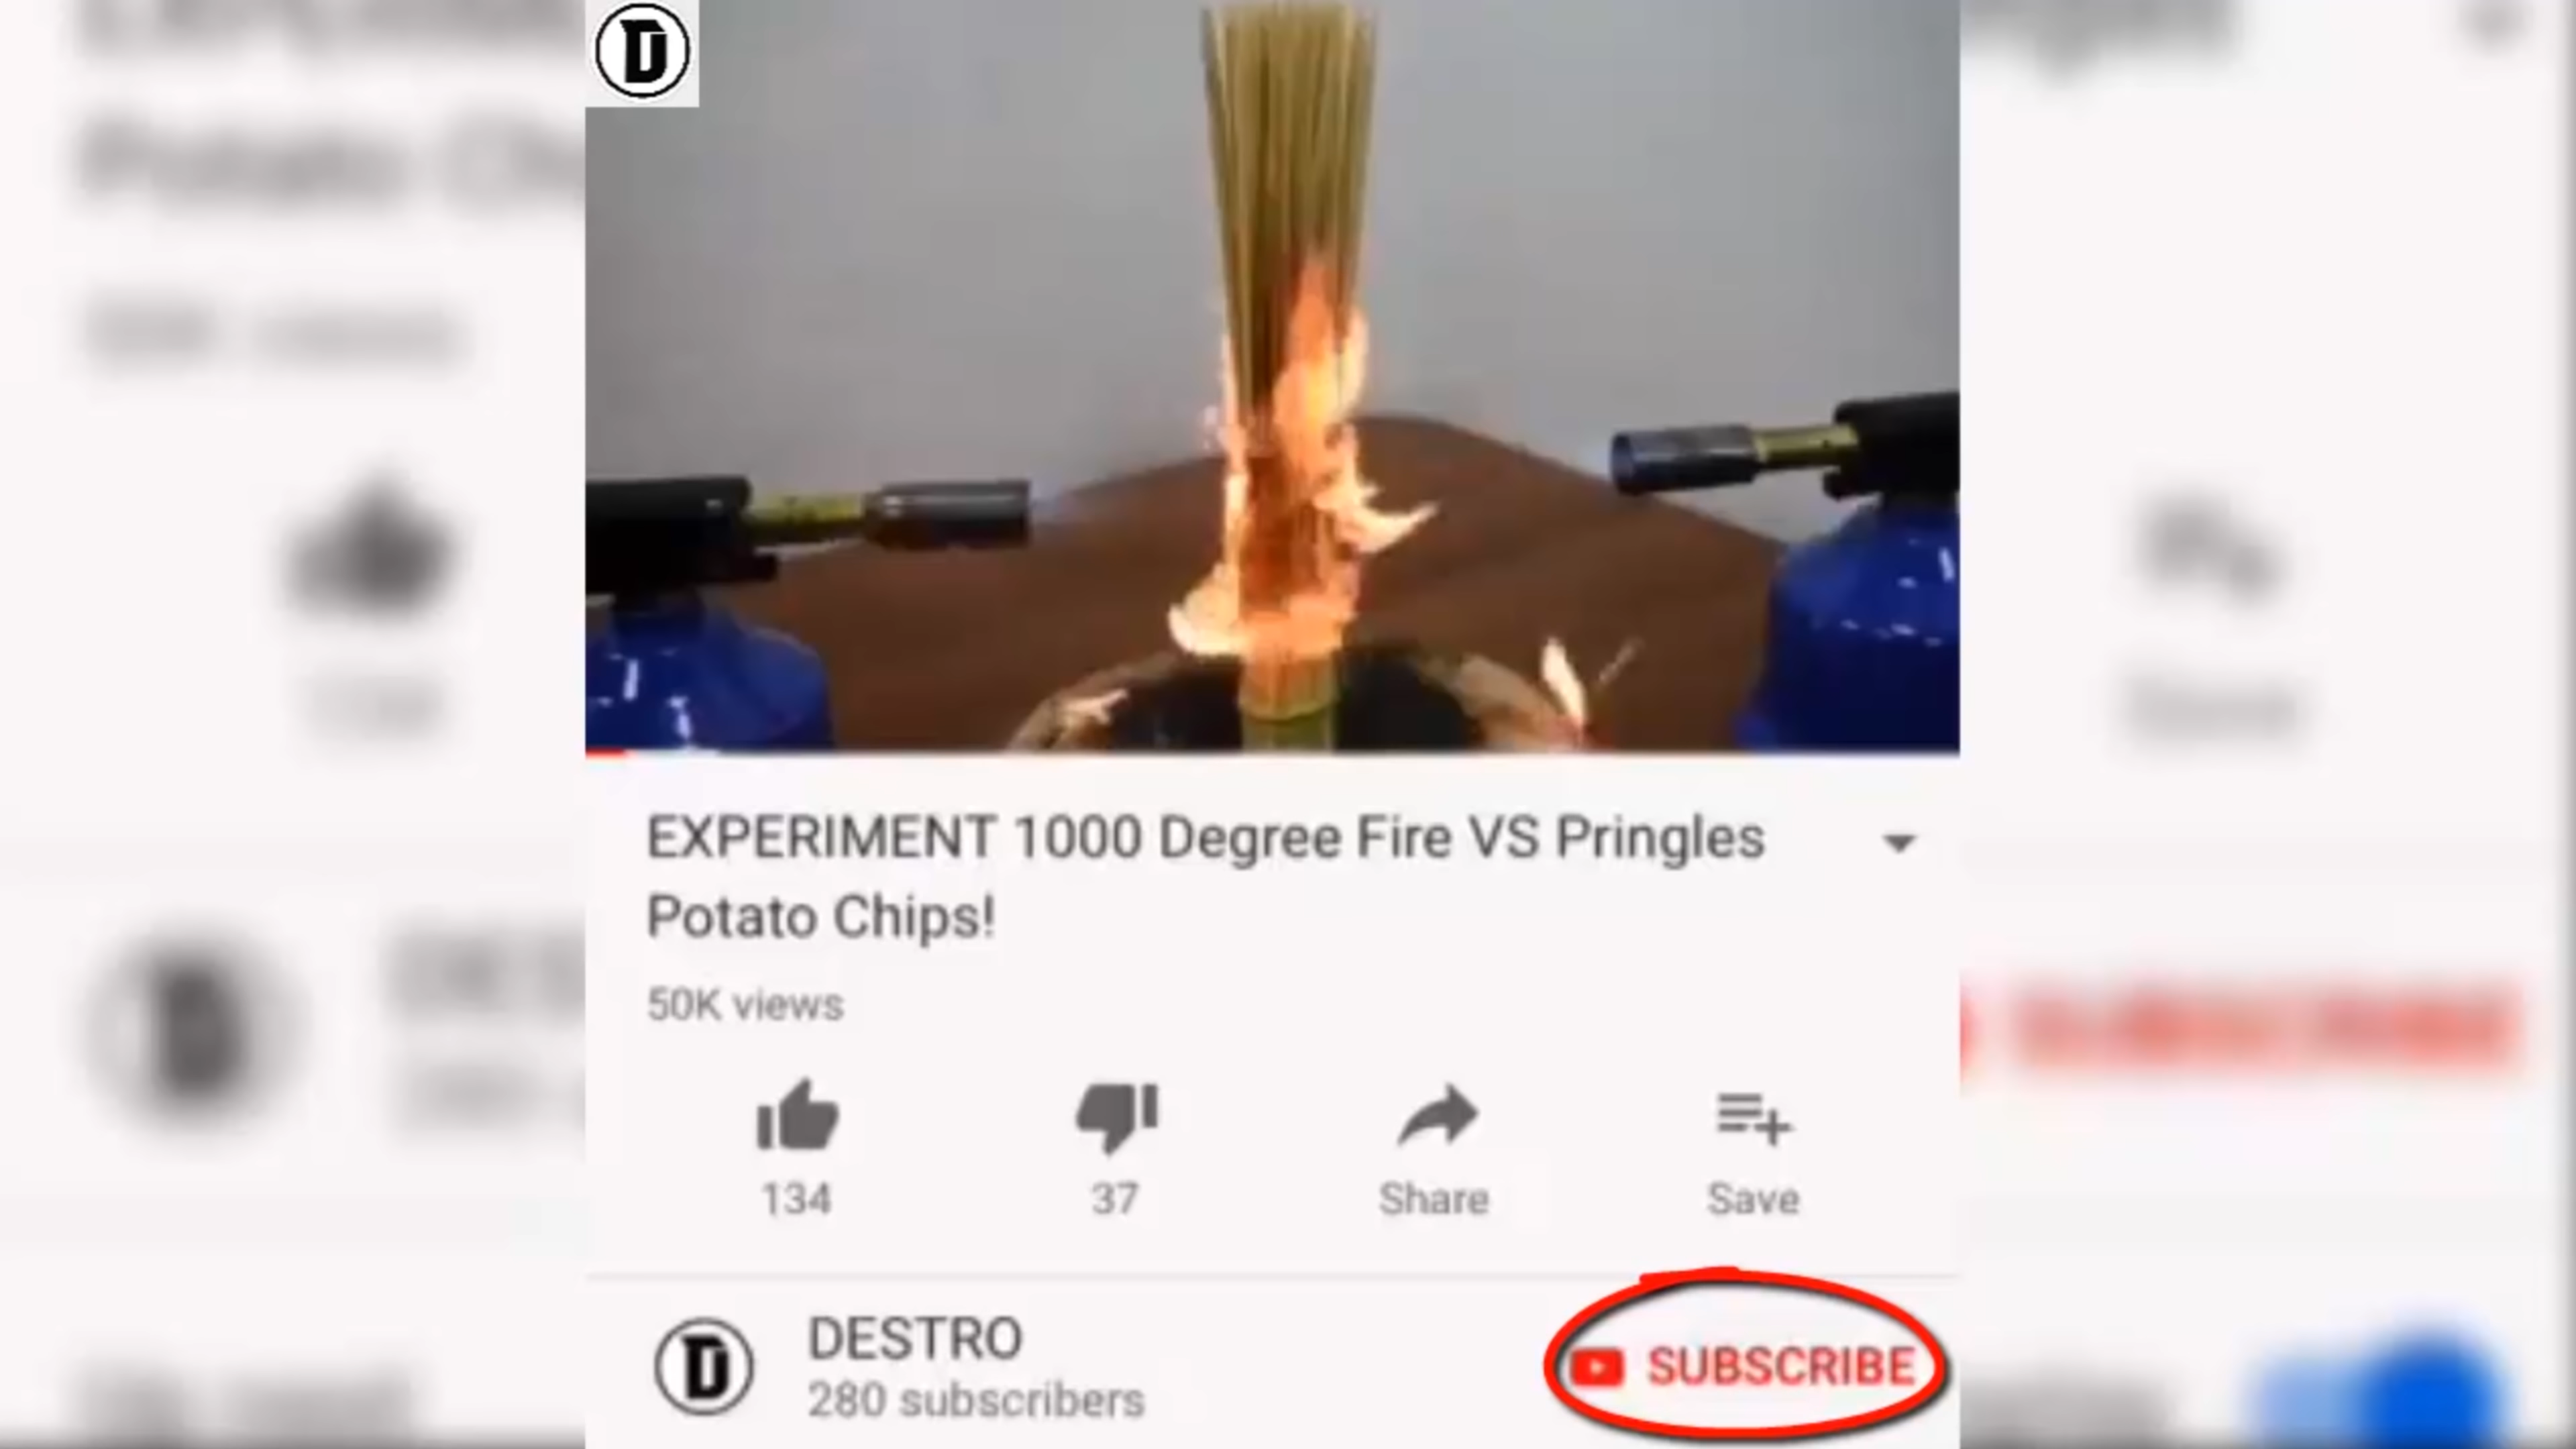 D
EXPERIMENT 1000 Degree Fire VS Pringles
Potato Chips!
50K views
134
37
Share
Save
D
DESTRO
280 subscribers
SUBSCRIBE